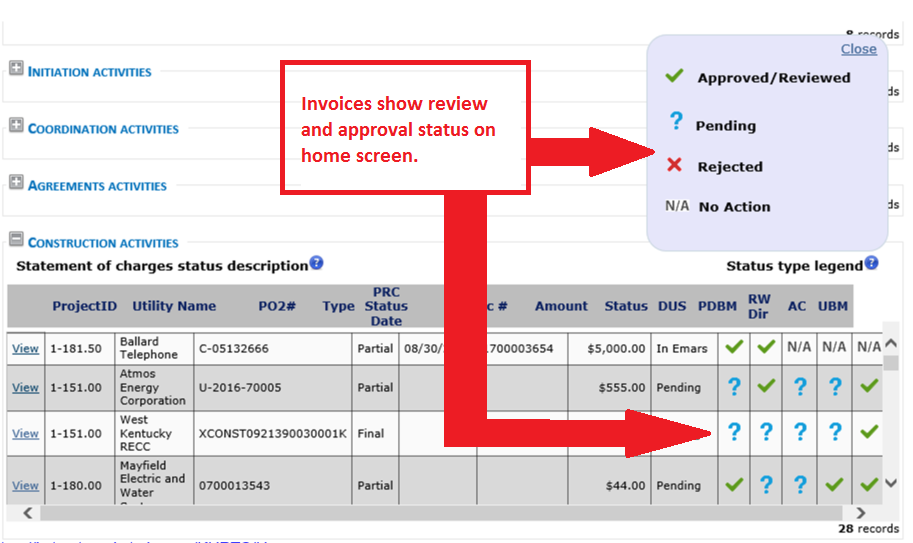 8 records
Close
INITIATION ACTIVITIES
Approved/Reviewed
ds
Invoices show review
and approval status on
home screen.
COORDINATION ACTIVITIES
Pending
ds
Rejected
AGREEMENTS ACTIVITIES
N/A No Action
ds
CONSTRUCTION ACTIVITIES
Statement of charges status description
Status type legend
ProjectID Utility Name PO2# Type PRC Status Date c # Amount Status DUS PDBM RW Dir AC UBM
View 1-181.50 Ballard Telephone C-05132666 Partial 08/30/ 1700003654 $5,000.00 In Emars N/A N/A N/A
View 1-151.00 Atmos Energy Corporation U-2016-70005 Partial $555.00 Pending ? ? ?
View 1-151.00 West Kentucky RECC XCONST0921390030001K Final ? ? ? ?
View 1-180.00 Mayfield Electric and Water 0700013543 Partial $44.00 Pending ? ?
28 records